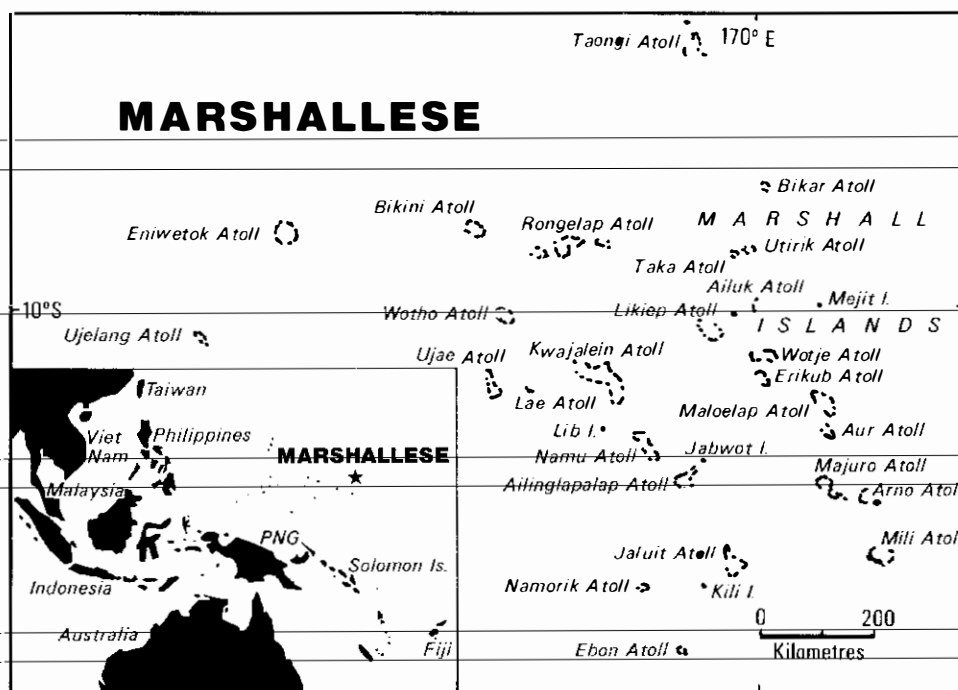 Taongi Atoll 170° E
MARSHALLESE
Bikar Atoll
Bikini Atoll
Rongelap Atoll
MARSHALL
Eniwetok Atoll
Utirik Atoll
Taka Atoll
Ailuk Atoll
Mejit I.
10°S
Wotho Atoll
Likiep Atoll
ISLANDS
Ujelang Atoll
Ujae Atoll
Kwajalein Atoll
Wotje Atoll
Erikub Atoll
Lae Atoll
Maloelap Atoll
Lib I.
Aur Atoll
Namu Atoll
Jabwot I.
Majuro Atoll
Ailinglapalap Atoll
Arno Atoll
Jaluit Atoll
Mili Atol
Namorik Atoll
Kili I.
0 200
Kilometres
Ebon Atoll
Taiwan
Viet Nam
Philippines
MARSHALLESE
Malaysia
PNG
Solomon Is.
Indonesia
Australia
Fiji